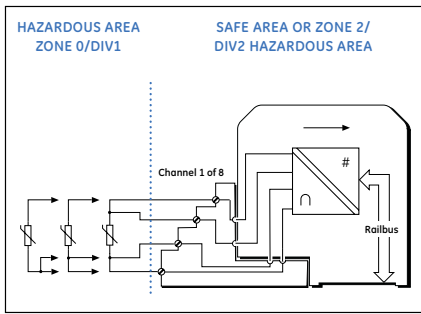 HAZARDOUS AREA
ZONE 0/DIV1
SAFE AREA OR ZONE 2/
DIV2 HAZARDOUS AREA
Channel 1 of 8
#
∩
Railbus